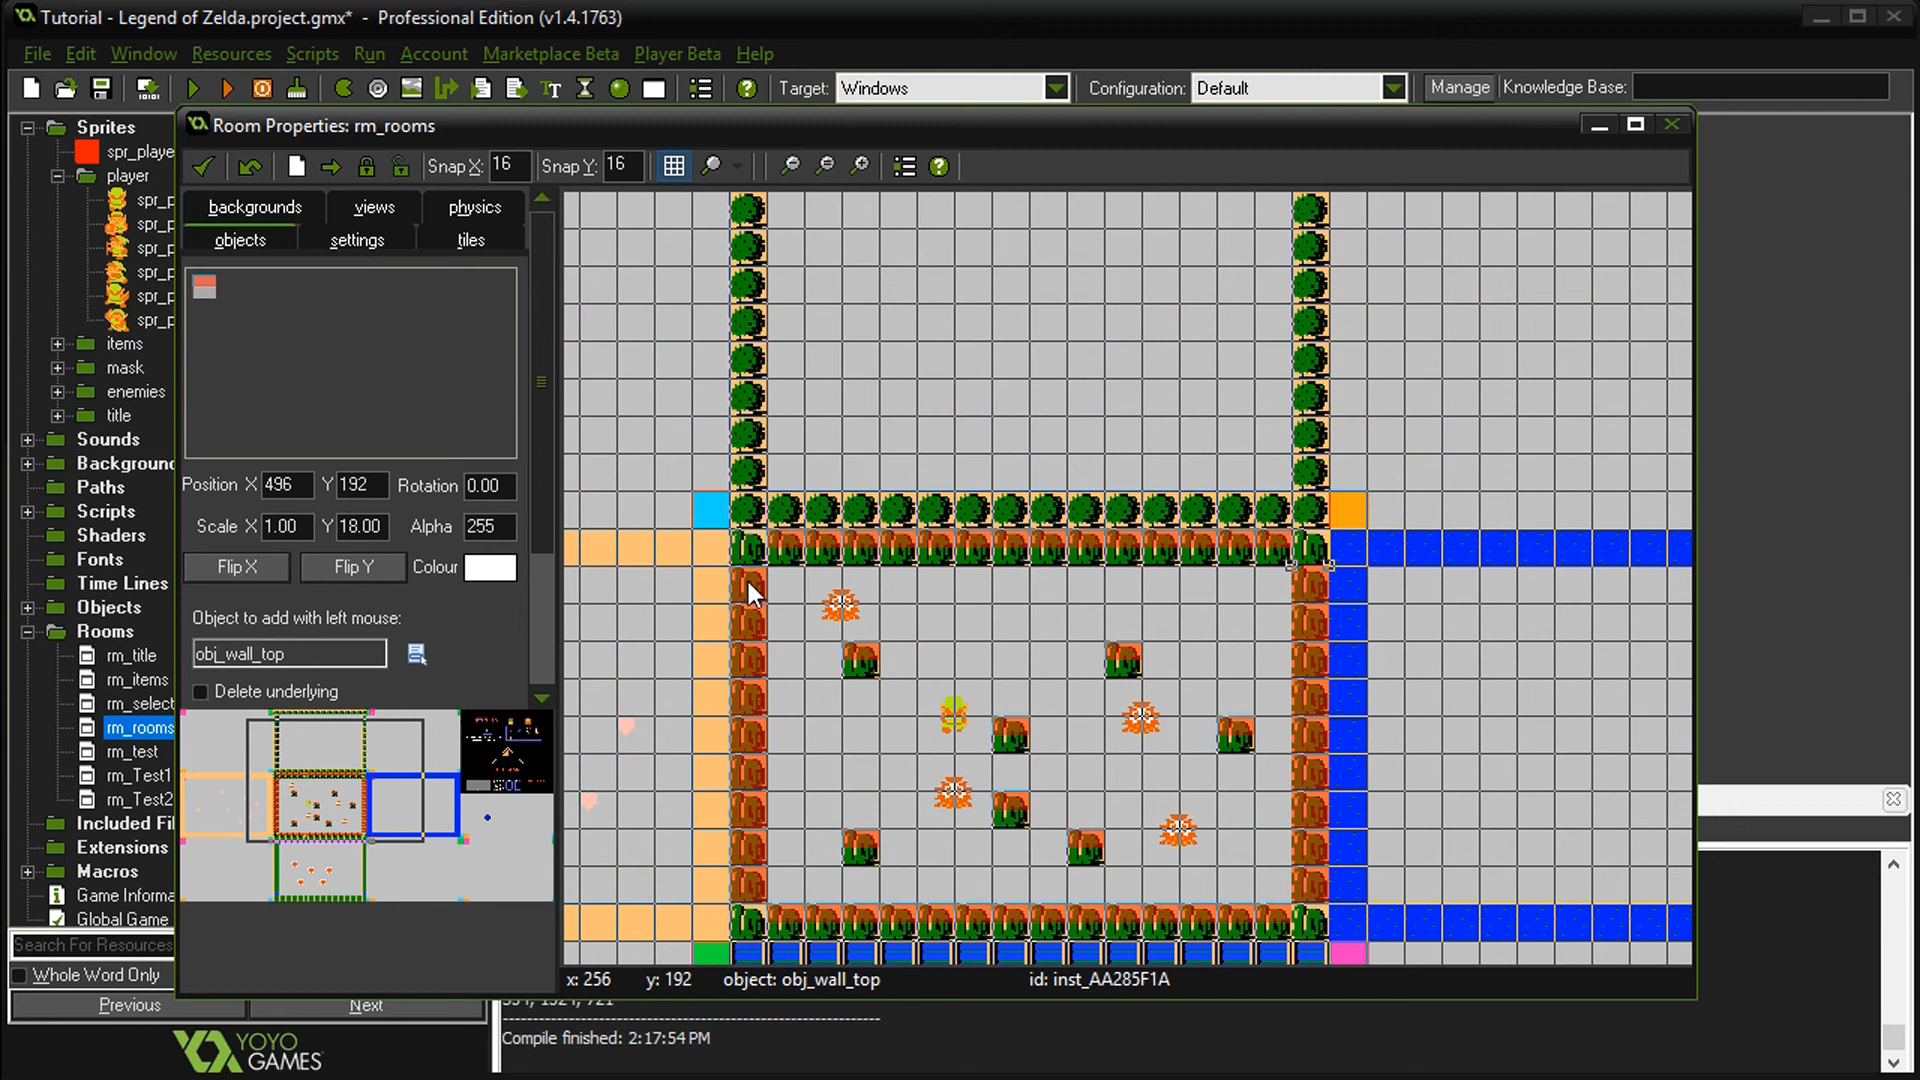 Tutorial - Legend of Zelda.project.gmx* - Professional Edition (v1.4.1763)
File Edit Window Resources Scripts Run Account Marketplace Beta Player Beta Help
Target: Windows Configuration: Default Manage Knowledge Base:
Room Properties: rm_rooms
Snap X: 16 Snap Y: 16
backgrounds views physics
objects settings tiles
Position X 496 Y 192 Rotation 0.00
Scale X 1.00 Y 18.00 Alpha 255
Flip X Flip Y Colour
Object to add with left mouse:
obj_wall_top
Delete underlying
Sprites
spr_playe
player
spr_p
spr_p
spr_p
spr_p
spr_p
spr_p
items
mask
enemies
title
Sounds
Background
Paths
Scripts
Shaders
Fonts
Time Lines
Objects
Rooms
rm_title
rm_items
rm_select
rm_rooms
rm_test
rm_Test1
rm_Test2
Included Fil
Extensions
Macros
Game Informa
Global Game
Search For Resources
Whole Word Only
Previous Next
x: 256 y: 192 object: obj_wall_top id: inst_AA285F1A
Compile finished: 2:17:54 PM
YOYO
GAMES